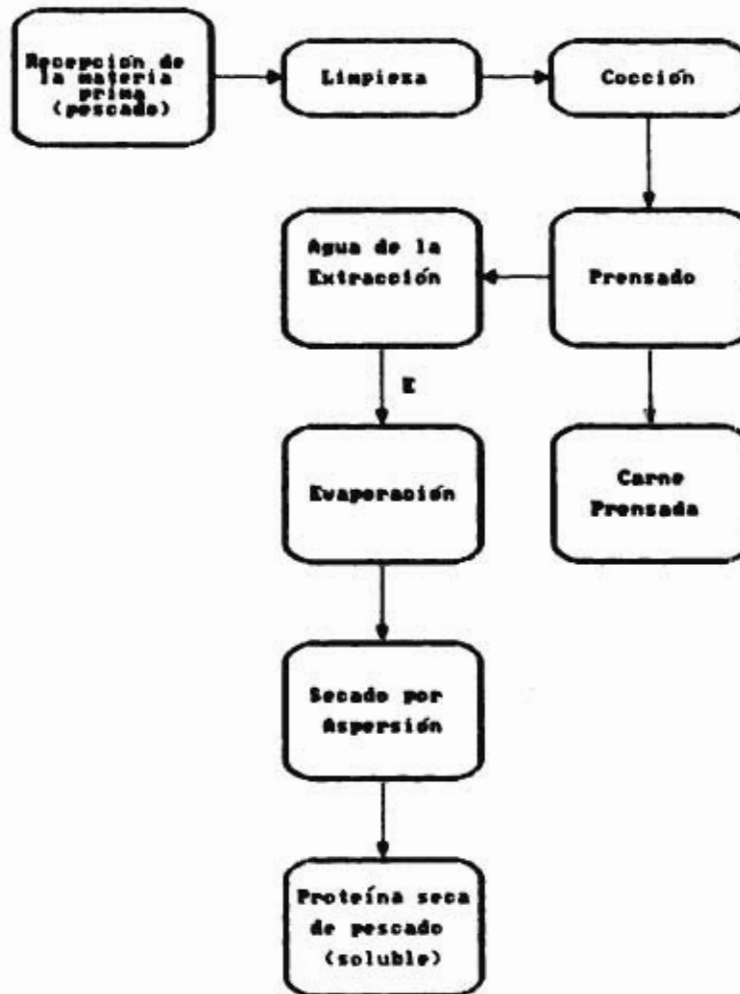 Recepción de
la materia
prima
(pescado)
Limpieza
Cocción
Agua de la
Extracción
Prensado
E
Evaporación
Carne
Prensada
Secado por
Aspersión
Proteína seca
de pescado
(soluble)